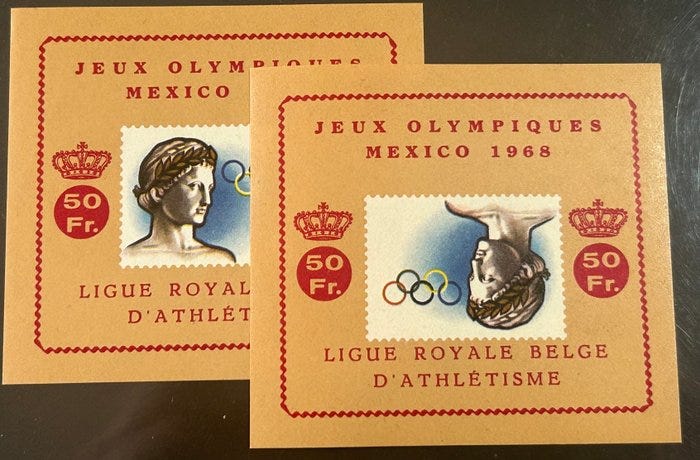 JEUX OLYMPIQUES
MEXICO
50
Fr.
LIGUE ROYALE
D'ATHLÉT
JEUX OLYMPIQUES
MEXICO 1968
50
Fr.
50
Fr.
LIGUE ROYALE BELGE
D'ATHLÉTISME